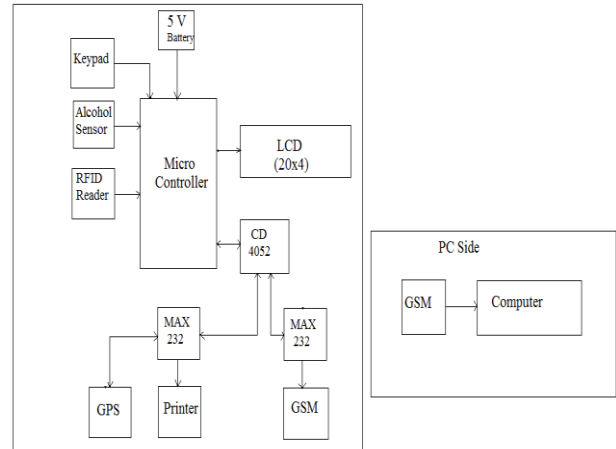 5 V
Battery
Keypad
Alcohol
Sensor
RFID
Reader
Micro
Controller
LCD
(20x4)
CD
4052
MAX
232
MAX
232
GPS
Printer
GSM
PC Side
GSM
Computer